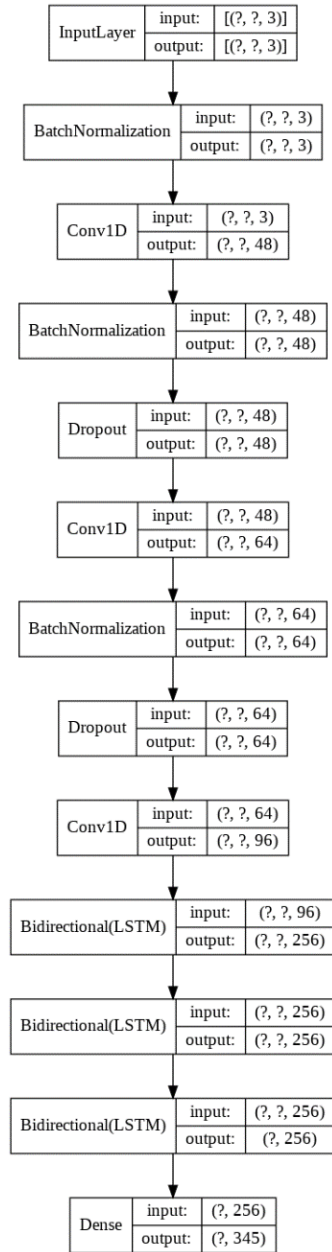 InputLayer
input: [(?, ?, 3)]
output: [(?, ?, 3)]
BatchNormalization
input: (?, ?, 3)
output: (?, ?, 3)
Conv1D
input: (?, ?, 3)
output: (?, ?, 48)
BatchNormalization
input: (?, ?, 48)
output: (?, ?, 48)
Dropout
input: (?, ?, 48)
output: (?, ?, 48)
Conv1D
input: (?, ?, 48)
output: (?, ?, 64)
BatchNormalization
input: (?, ?, 64)
output: (?, ?, 64)
Dropout
input: (?, ?, 64)
output: (?, ?, 64)
Conv1D
input: (?, ?, 64)
output: (?, ?, 96)
Bidirectional(LSTM)
input: (?, ?, 96)
output: (?, ?, 256)
Bidirectional(LSTM)
input: (?, ?, 256)
output: (?, ?, 256)
Bidirectional(LSTM)
input: (?, ?, 256)
output: (?, 256)
Dense
input: (?, 256)
output: (?, 345)